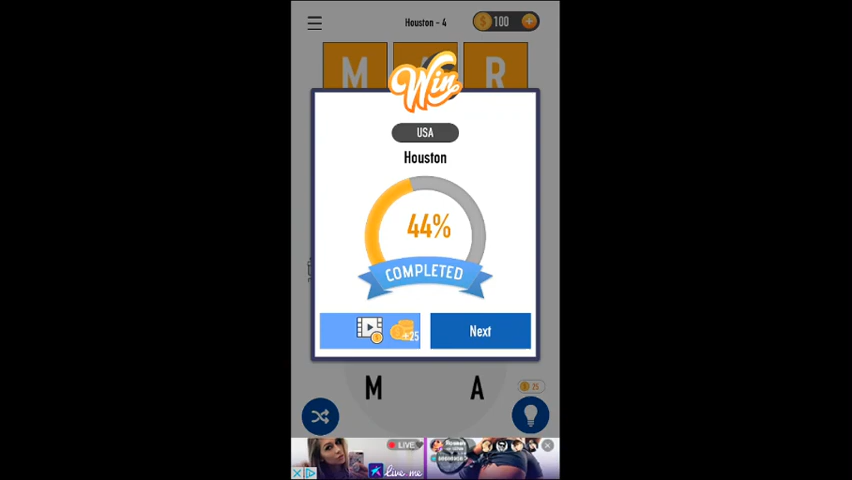 Houston - 4
100
M R
Win
USA
Houston
44%
COMPLETED
+25
Next
M A
25
LIVE
live me